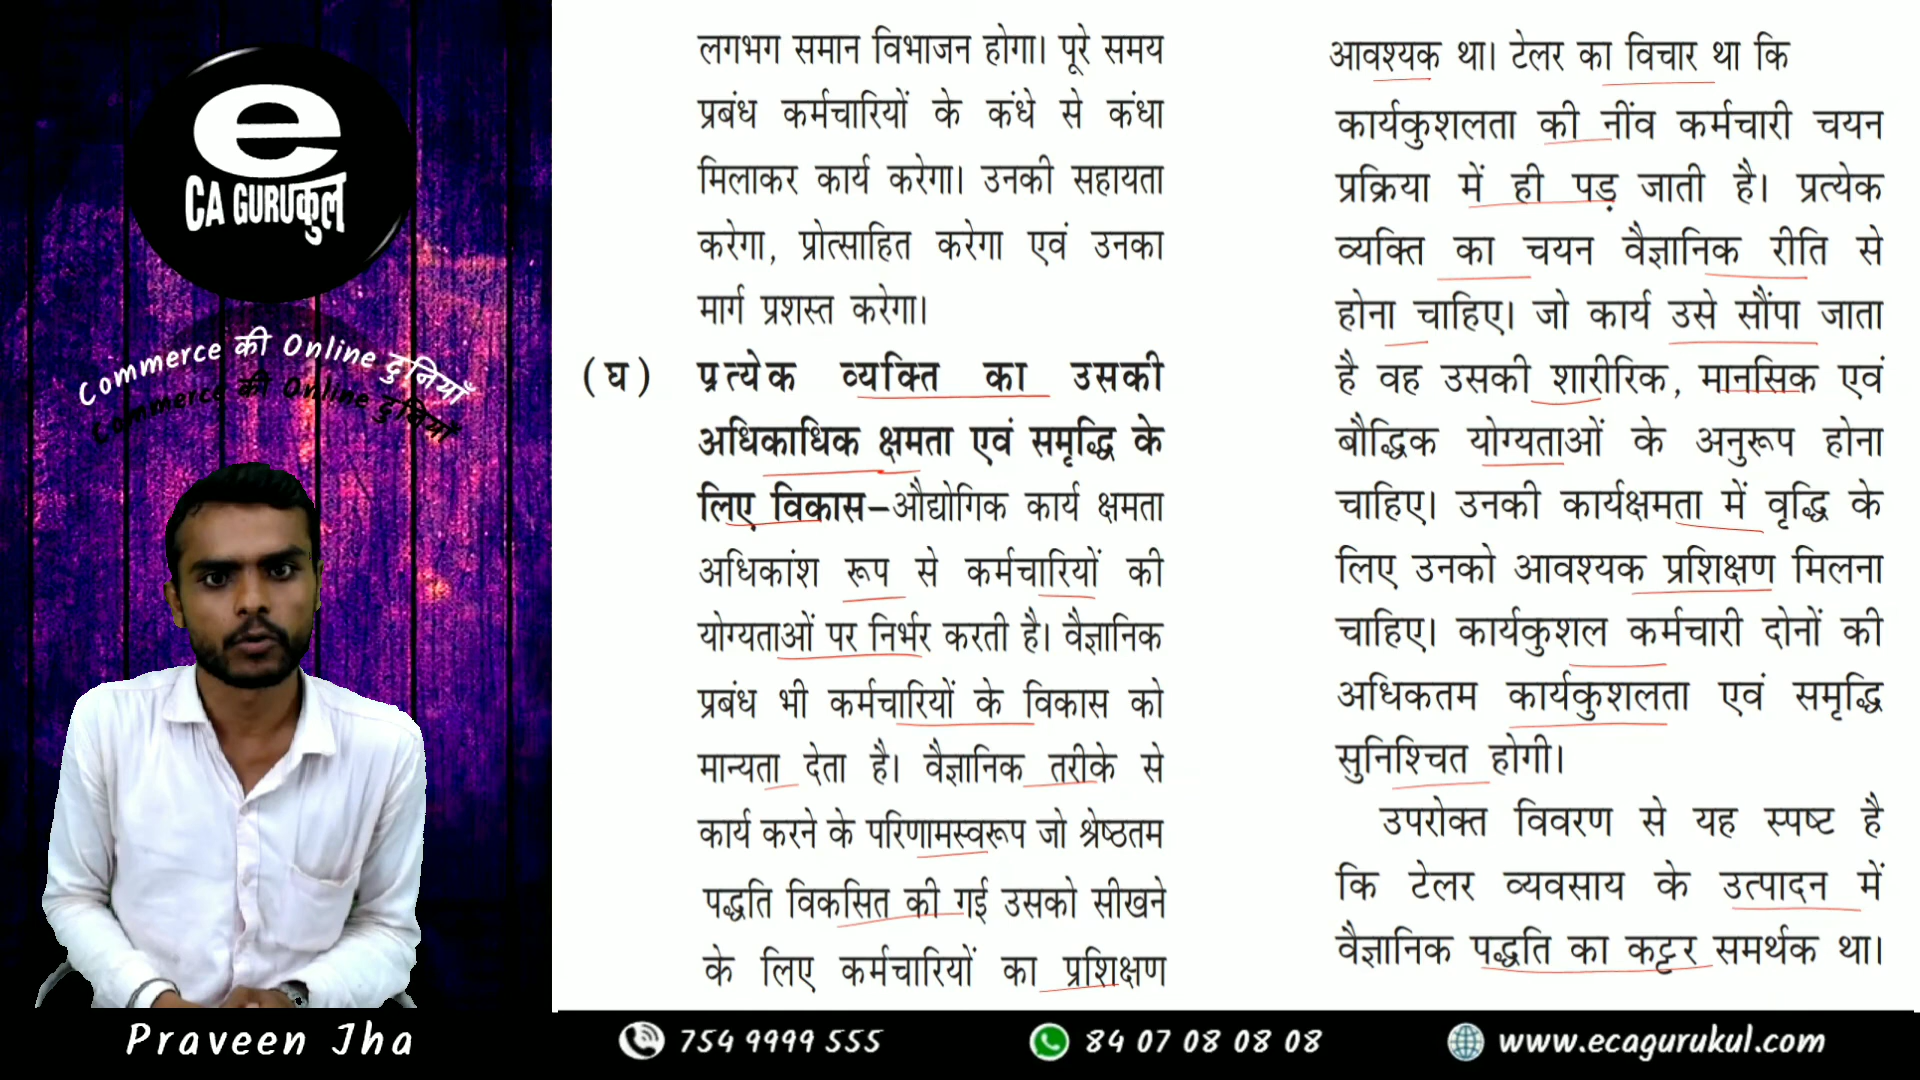 e
CA GURUकुल
Commerce की Online दुनियाँ
Commerce की Online दुनियाँ
लगभग समान विभाजन होगा। पूरे समय
प्रबंध कर्मचारियों के कंधे से कंधा
मिलाकर कार्य करेगा। उनकी सहायता
करेगा, प्रोत्साहित करेगा एवं उनका
मार्ग प्रशस्त करेगा।
(घ) प्रत्येक व्यक्ति का उसकी
अधिकाधिक क्षमता एवं समृद्धि के
लिए विकास–औद्योगिक कार्य क्षमता
अधिकांश रूप से कर्मचारियों की
योग्यताओं पर निर्भर करती है। वैज्ञानिक
प्रबंध भी कर्मचारियों के विकास को
मान्यता देता है। वैज्ञानिक तरीके से
कार्य करने के परिणामस्वरूप जो श्रेष्ठतम
पद्धति विकसित की गई उसको सीखने
के लिए कर्मचारियों का प्रशिक्षण
आवश्यक था। टेलर का विचार था कि
कार्यकुशलता की नींव कर्मचारी चयन
प्रक्रिया में ही पड़ जाती है। प्रत्येक
व्यक्ति का चयन वैज्ञानिक रीति से
होना चाहिए। जो कार्य उसे सौंपा जाता
है वह उसकी शारीरिक, मानसिक एवं
बौद्धिक योग्यताओं के अनुरूप होना
चाहिए। उनकी कार्यक्षमता में वृद्धि के
लिए उनको आवश्यक प्रशिक्षण मिलना
चाहिए। कार्यकुशल कर्मचारी दोनों की
अधिकतम कार्यकुशलता एवं समृद्धि
सुनिश्चित होगी।
उपरोक्त विवरण से यह स्पष्ट है
कि टेलर व्यवसाय के उत्पादन में
वैज्ञानिक पद्धति का कट्टर समर्थक था।
Praveen Jha
754 9999 555
84 07 08 08 08
www.ecagurukul.com